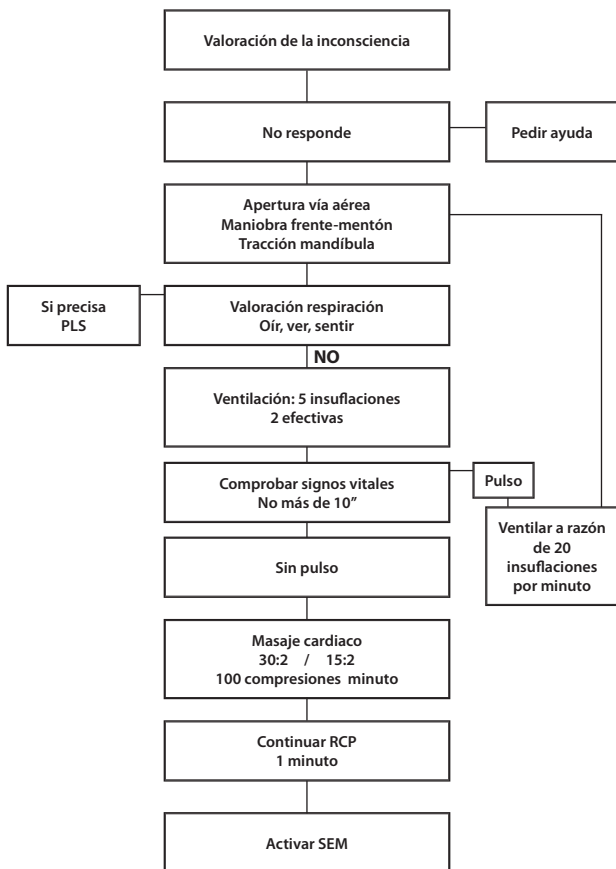 Valoración de la inconsciencia
No responde
Pedir ayuda
Apertura vía aérea
Maniobra frente-mentón
Tracción mandíbula
Si precisa
PLS
Valoración respiración
Oír, ver, sentir
NO
Ventilación: 5 insuflaciones
2 efectivas
Comprobar signos vitales
No más de 10”
Pulso
Ventilar a razón
de 20
insuflaciones
por minuto
Sin pulso
Masaje cardiaco
30:2 / 15:2
100 compresiones minuto
Continuar RCP
1 minuto
Activar SEM